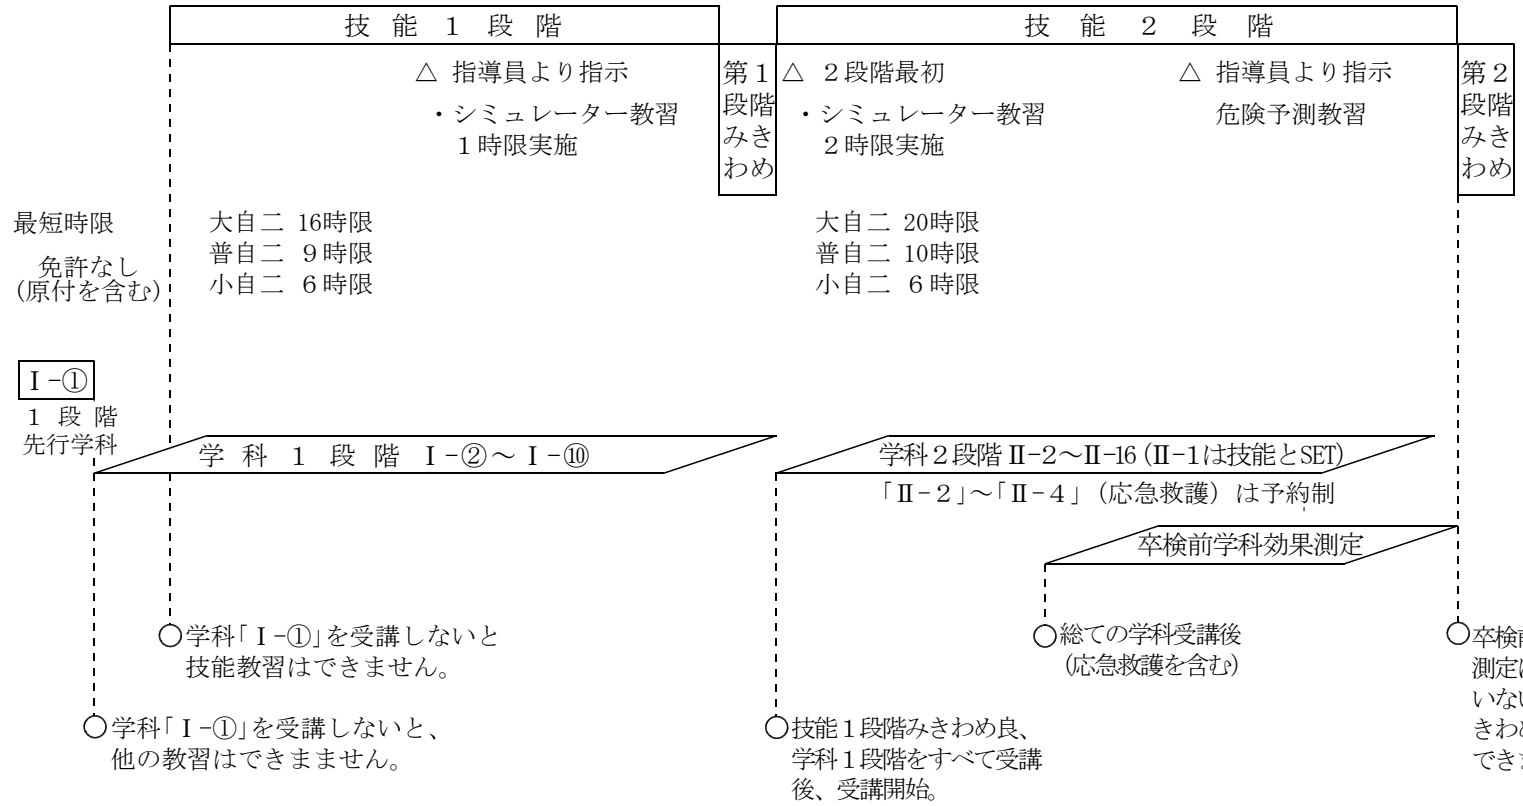 技 能 １ 段 階
技 能 ２ 段 階
△ 指導員より指示
・シミュレーター教習
１時限実施
第１
段階
みき
わめ
△ ２段階最初
・シミュレーター教習
２時限実施
△ 指導員より指示
危険予測教習
第２
段階
みき
わめ
最短時限
免許なし
(原付を含む)
大自二 16時限
普自二 ９時限
小自二 ６時限
大自二 20時限
普自二 10時限
小自二 ６時限
Ⅰ-①
１ 段 階
先行学科
学 科 １ 段 階 Ⅰ-②～Ⅰ-⑩
学科２段階 Ⅱ-2～Ⅱ-16 (Ⅱ-1は技能とSET)
「Ⅱ-２」～「Ⅱ-４」（応急救護）は予約制
卒検前学科効果測定
○学科「Ⅰ-①」を受講しないと
技能教習はできません。
○学科「Ⅰ-①」を受講しないと、
他の教習はできまません。
○技能１段階みきわめ良、
学科１段階をすべて受講
後、受講開始。
○総ての学科受講後
(応急救護を含む)
○卒検
測定
いな
きわ
でき